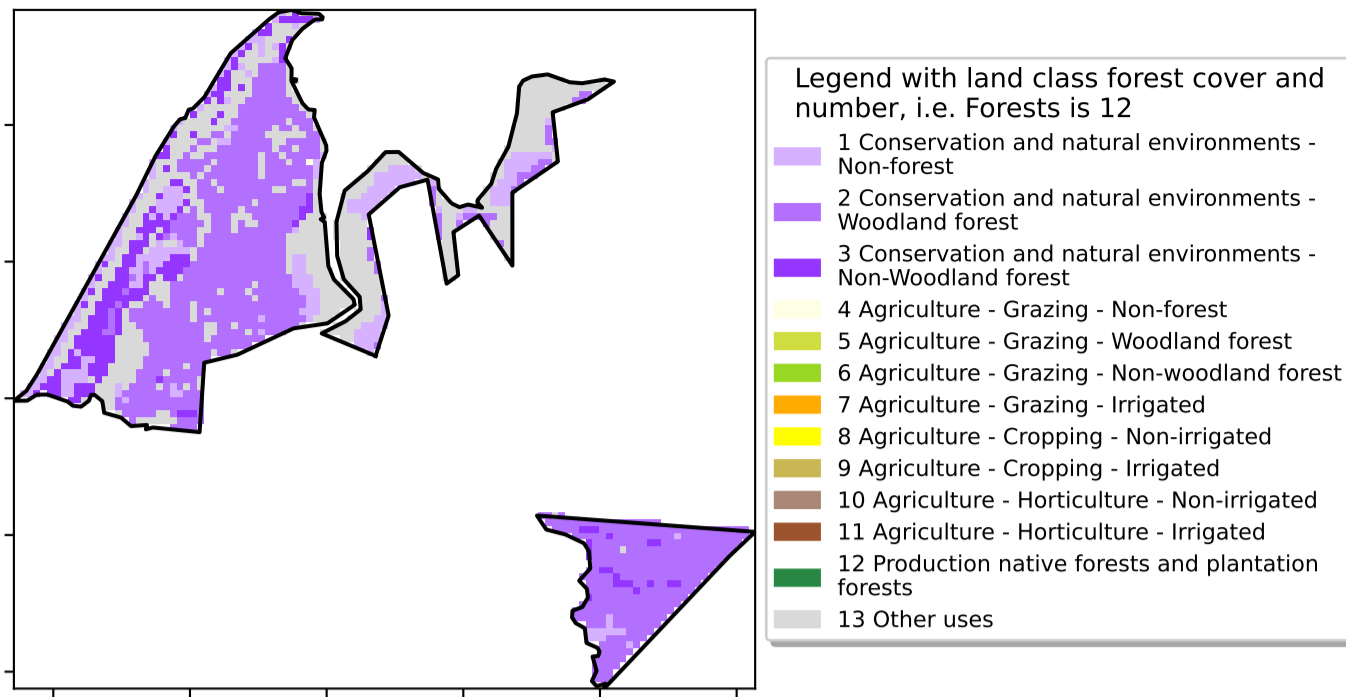 Legend with land class forest cover and
number, i.e. Forests is 12
1 Conservation and natural environments -
Non-forest
2 Conservation and natural environments -
Woodland forest
3 Conservation and natural environments -
Non-Woodland forest
4 Agriculture - Grazing - Non-forest
5 Agriculture - Grazing - Woodland forest
6 Agriculture - Grazing - Non-woodland forest
7 Agriculture - Grazing - Irrigated
8 Agriculture - Cropping - Non-irrigated
9 Agriculture - Cropping - Irrigated
10 Agriculture - Horticulture - Non-irrigated
11 Agriculture - Horticulture - Irrigated
12 Production native forests and plantation
forests
13 Other uses